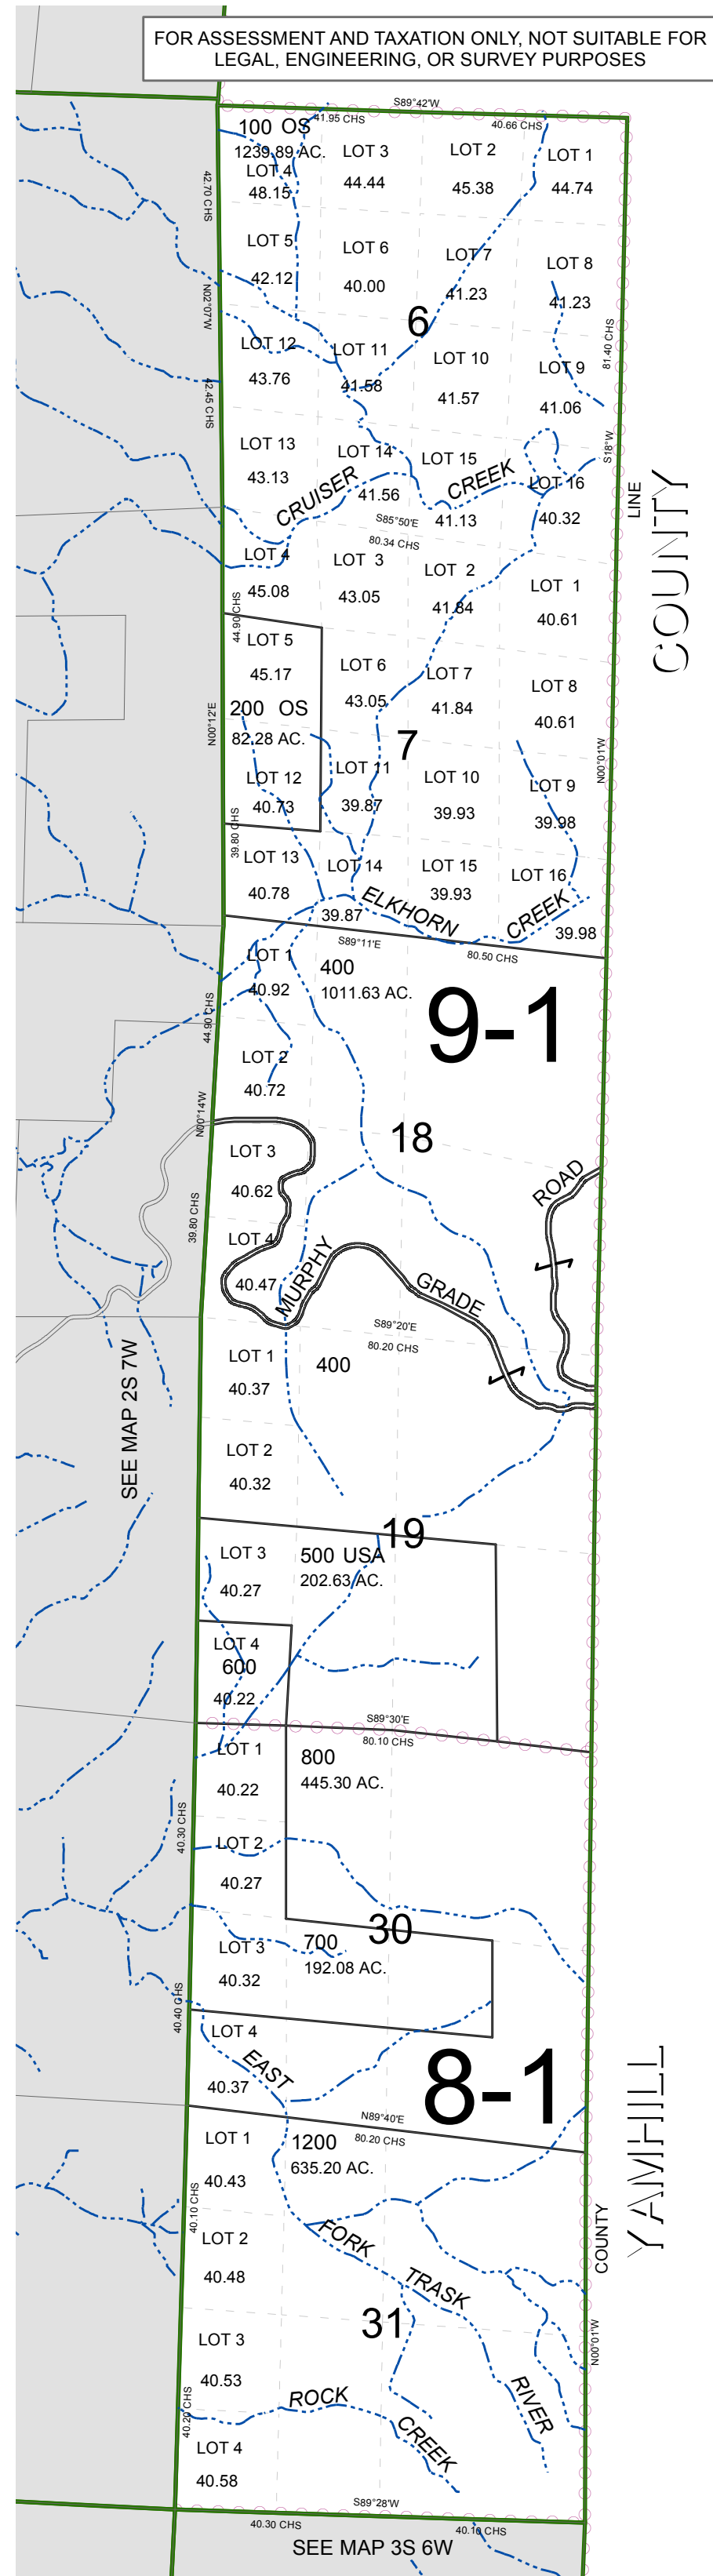 FOR ASSESSMENT AND TAXATION ONLY, NOT SUITABLE FOR
LEGAL, ENGINEERING, OR SURVEY PURPOSES
S89°42'W
41.95 CHS
40.66 CHS
100 OS
1239.89 AC.
LOT 4
48.15
LOT 3
44.44
LOT 2
45.38
LOT 1
44.74
42.70 CHS
LOT 5
42.12
LOT 6
40.00
LOT 7
41.23
LOT 8
41.23
N02°07'W
6
81.40 CHS
LOT 12
43.76
LOT 11
41.58
LOT 10
41.57
LOT 9
41.06
42.45 CHS
LOT 13
43.13
LOT 14
41.56
LOT 15
41.13
LOT 16
40.32
S18°W
CRUISER
CREEK
LINE
COUNTY
S85°50'E
80.34 CHS
LOT 4
45.08
LOT 3
43.05
LOT 2
41.84
LOT 1
40.61
44.90 CHS
LOT 5
45.17
LOT 6
43.05
LOT 7
41.84
LOT 8
40.61
200 OS
82.28 AC.
N00°12'E
7
N00°01'W
LOT 12
40.73
LOT 11
39.87
LOT 10
39.93
LOT 9
39.98
39.80 CHS
LOT 13
40.78
LOT 14
39.87
LOT 15
39.93
LOT 16
39.98
ELKHORN
CREEK
S89°11'E
80.50 CHS
LOT 1
40.92
400
1011.63 AC.
9-1
44.90 CHS
LOT 2
40.72
N00°14'W
18
LOT 3
40.62
ROAD
39.80 CHS
LOT 4
40.47
MURPHY
GRADE
S89°20'E
80.20 CHS
SEE MAP 2S 7W
LOT 1
40.37
400
LOT 2
40.32
19
LOT 3
40.27
500 USA
202.63 AC.
LOT 4
600
40.22
S89°30'E
80.10 CHS
LOT 1
40.22
800
445.30 AC.
40.30 CHS
LOT 2
40.27
30
LOT 3
40.32
700
192.08 AC.
40.40 CHS
LOT 4
40.37
EAST
8-1
N89°40'E
80.20 CHS
LOT 1
40.43
1200
635.20 AC.
YAMHILL
40.10 CHS
LOT 2
40.48
FORK
TRASK
RIVER
COUNTY
31
LOT 3
40.53
N00°01'W
ROCK
CREEK
40.20 CHS
LOT 4
40.58
S89°28'W
40.30 CHS
40.10 CHS
SEE MAP 3S 6W